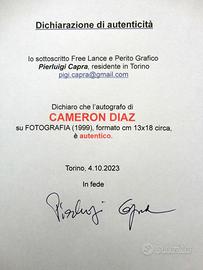 Dichiarazione di autenticità
Io sottoscritto Free Lance e Perito Grafico
Pierluigi Capra, residente in Torino
pigi.capra@gmail.com
Dichiaro che l'autografo di
CAMERON DIAZ
su FOTOGRAFIA (1999), formato cm 13x18 circa,
è autentico.
Torino, 4.10.2023
In fede
Pierluigi Capra